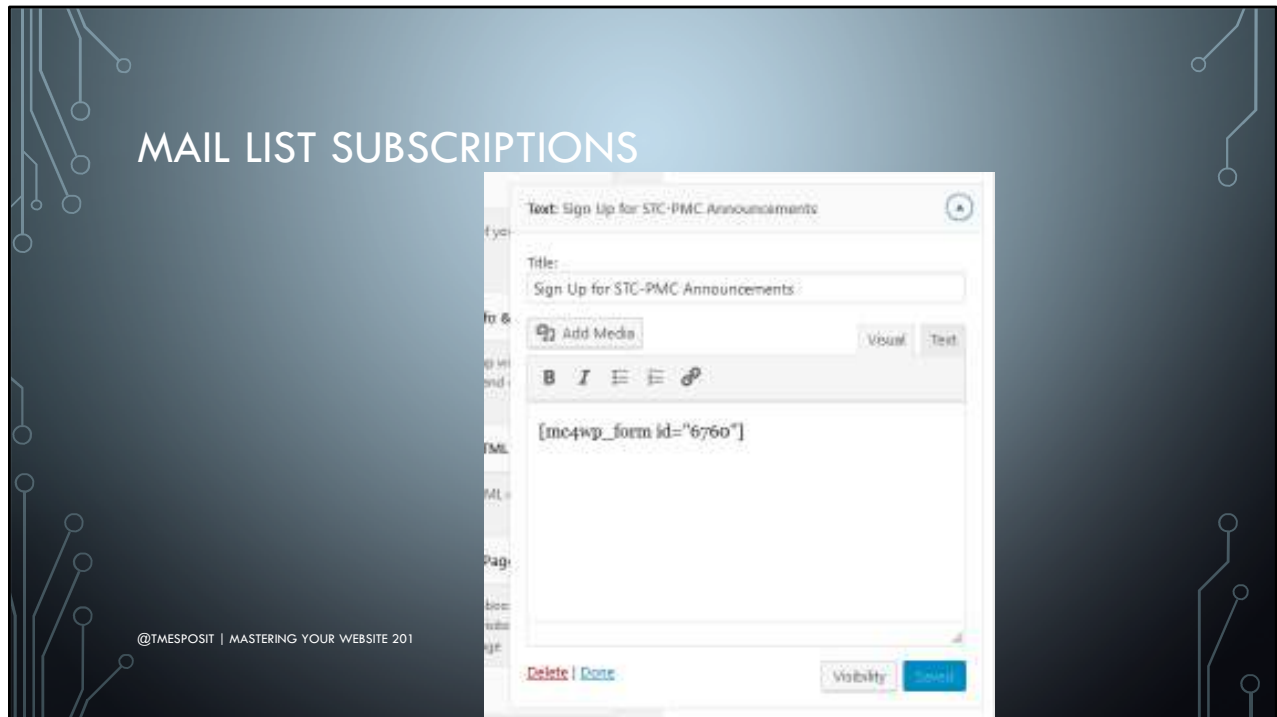 MAIL LIST SUBSCRIPTIONS
Text: Sign Up for STC-PMC Announcements
Title:
Sign Up for STC-PMC Announcements
Add Media
Visual Text
B I
[mc4wp_form id="6760"]
Delete | Done
Visibility Saved
@TMESPOSIT | MASTERING YOUR WEBSITE 201